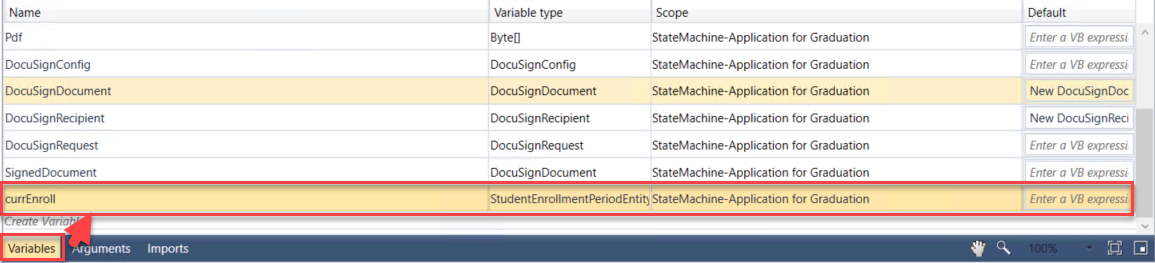 Name Variable type Scope Default
Pdf Byte[] StateMachine-Application for Graduation Enter a VB expressi
DocuSignConfig DocuSignConfig StateMachine-Application for Graduation Enter a VB expressi
DocuSignDocument DocuSignDocument StateMachine-Application for Graduation New DocuSignDoc
DocuSignRecipient DocuSignRecipient StateMachine-Application for Graduation New DocuSignReci
DocuSignRequest DocuSignRequest StateMachine-Application for Graduation Enter a VB expressi
SignedDocument DocuSignDocument StateMachine-Application for Graduation Enter a VB expressi
currEnroll StudentEnrollmentPeriodEntity StateMachine-Application for Graduation Enter a VB expressi
Create Variabl
Variables Arguments Imports 100%